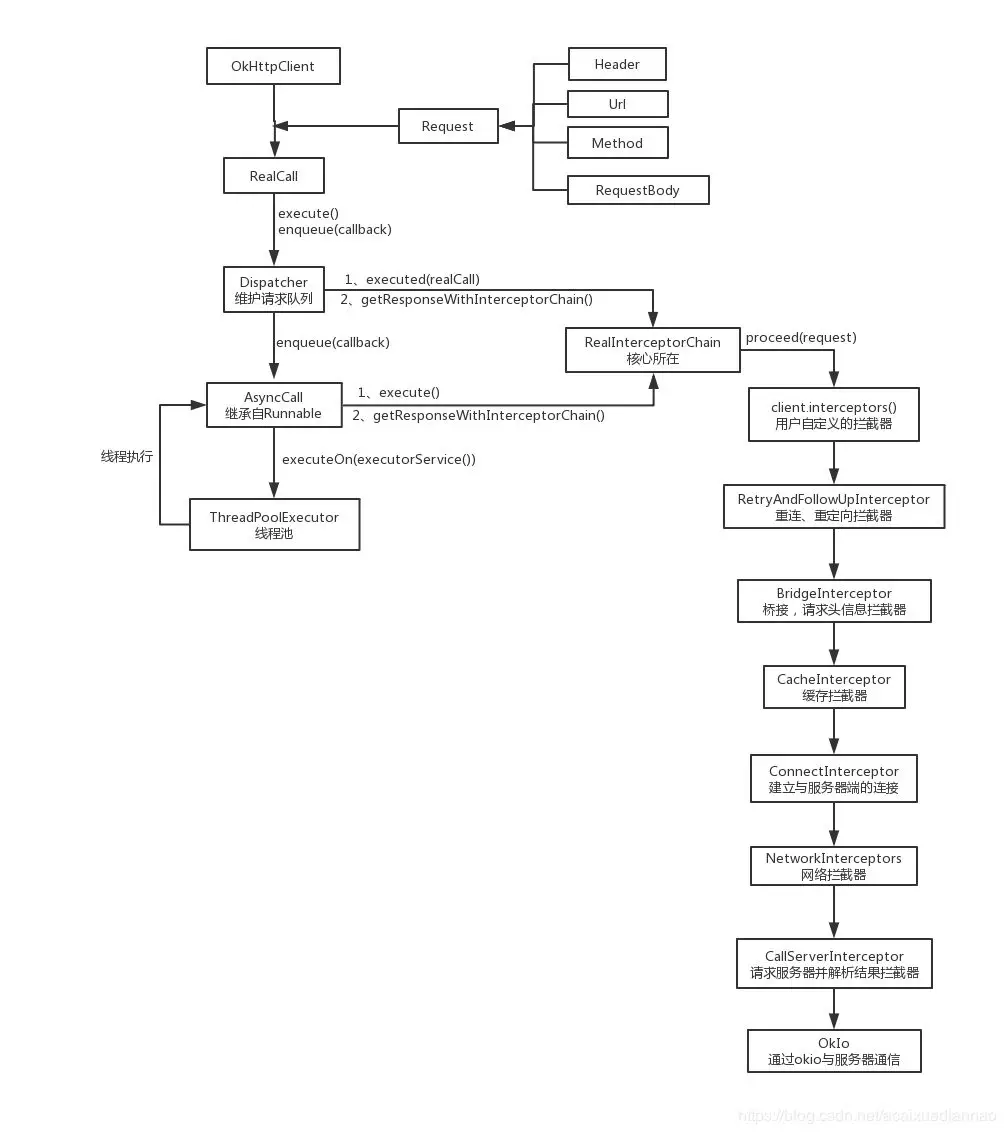 OkHttpClient
Header
Url
Request
Method
RealCall
RequestBody
execute()
enqueue(callback)
Dispatcher
维护请求队列
1、executed(realCall)
2、getResponseWithInterceptorChain()
RealInterceptorChain
核心所在
proceed(request)
enqueue(callback)
AsyncCall
继承自Runnable
1、execute()
2、getResponseWithInterceptorChain()
client.interceptors()
用户自定义的拦截器
线程执行
executeOn(executorService())
ThreadPoolExecutor
线程池
RetryAndFollowUpInterceptor
重连、重定向拦截器
BridgeInterceptor
桥接，请求头信息拦截器
CacheInterceptor
缓存拦截器
ConnectInterceptor
建立与服务器端的连接
NetworkInterceptors
网络拦截器
CallServerInterceptor
请求服务器并解析结果拦截器
OkIo
通过okio与服务器通信